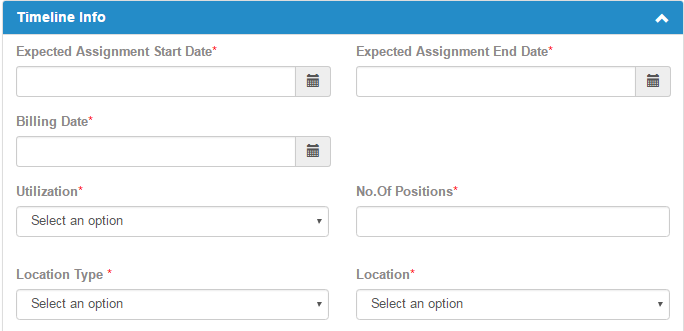 Timeline Info
Expected Assignment Start Date* Expected Assignment End Date*
Billing Date*
Utilization* No.Of Positions*
Select an option
Location Type * Location*
Select an option Select an option